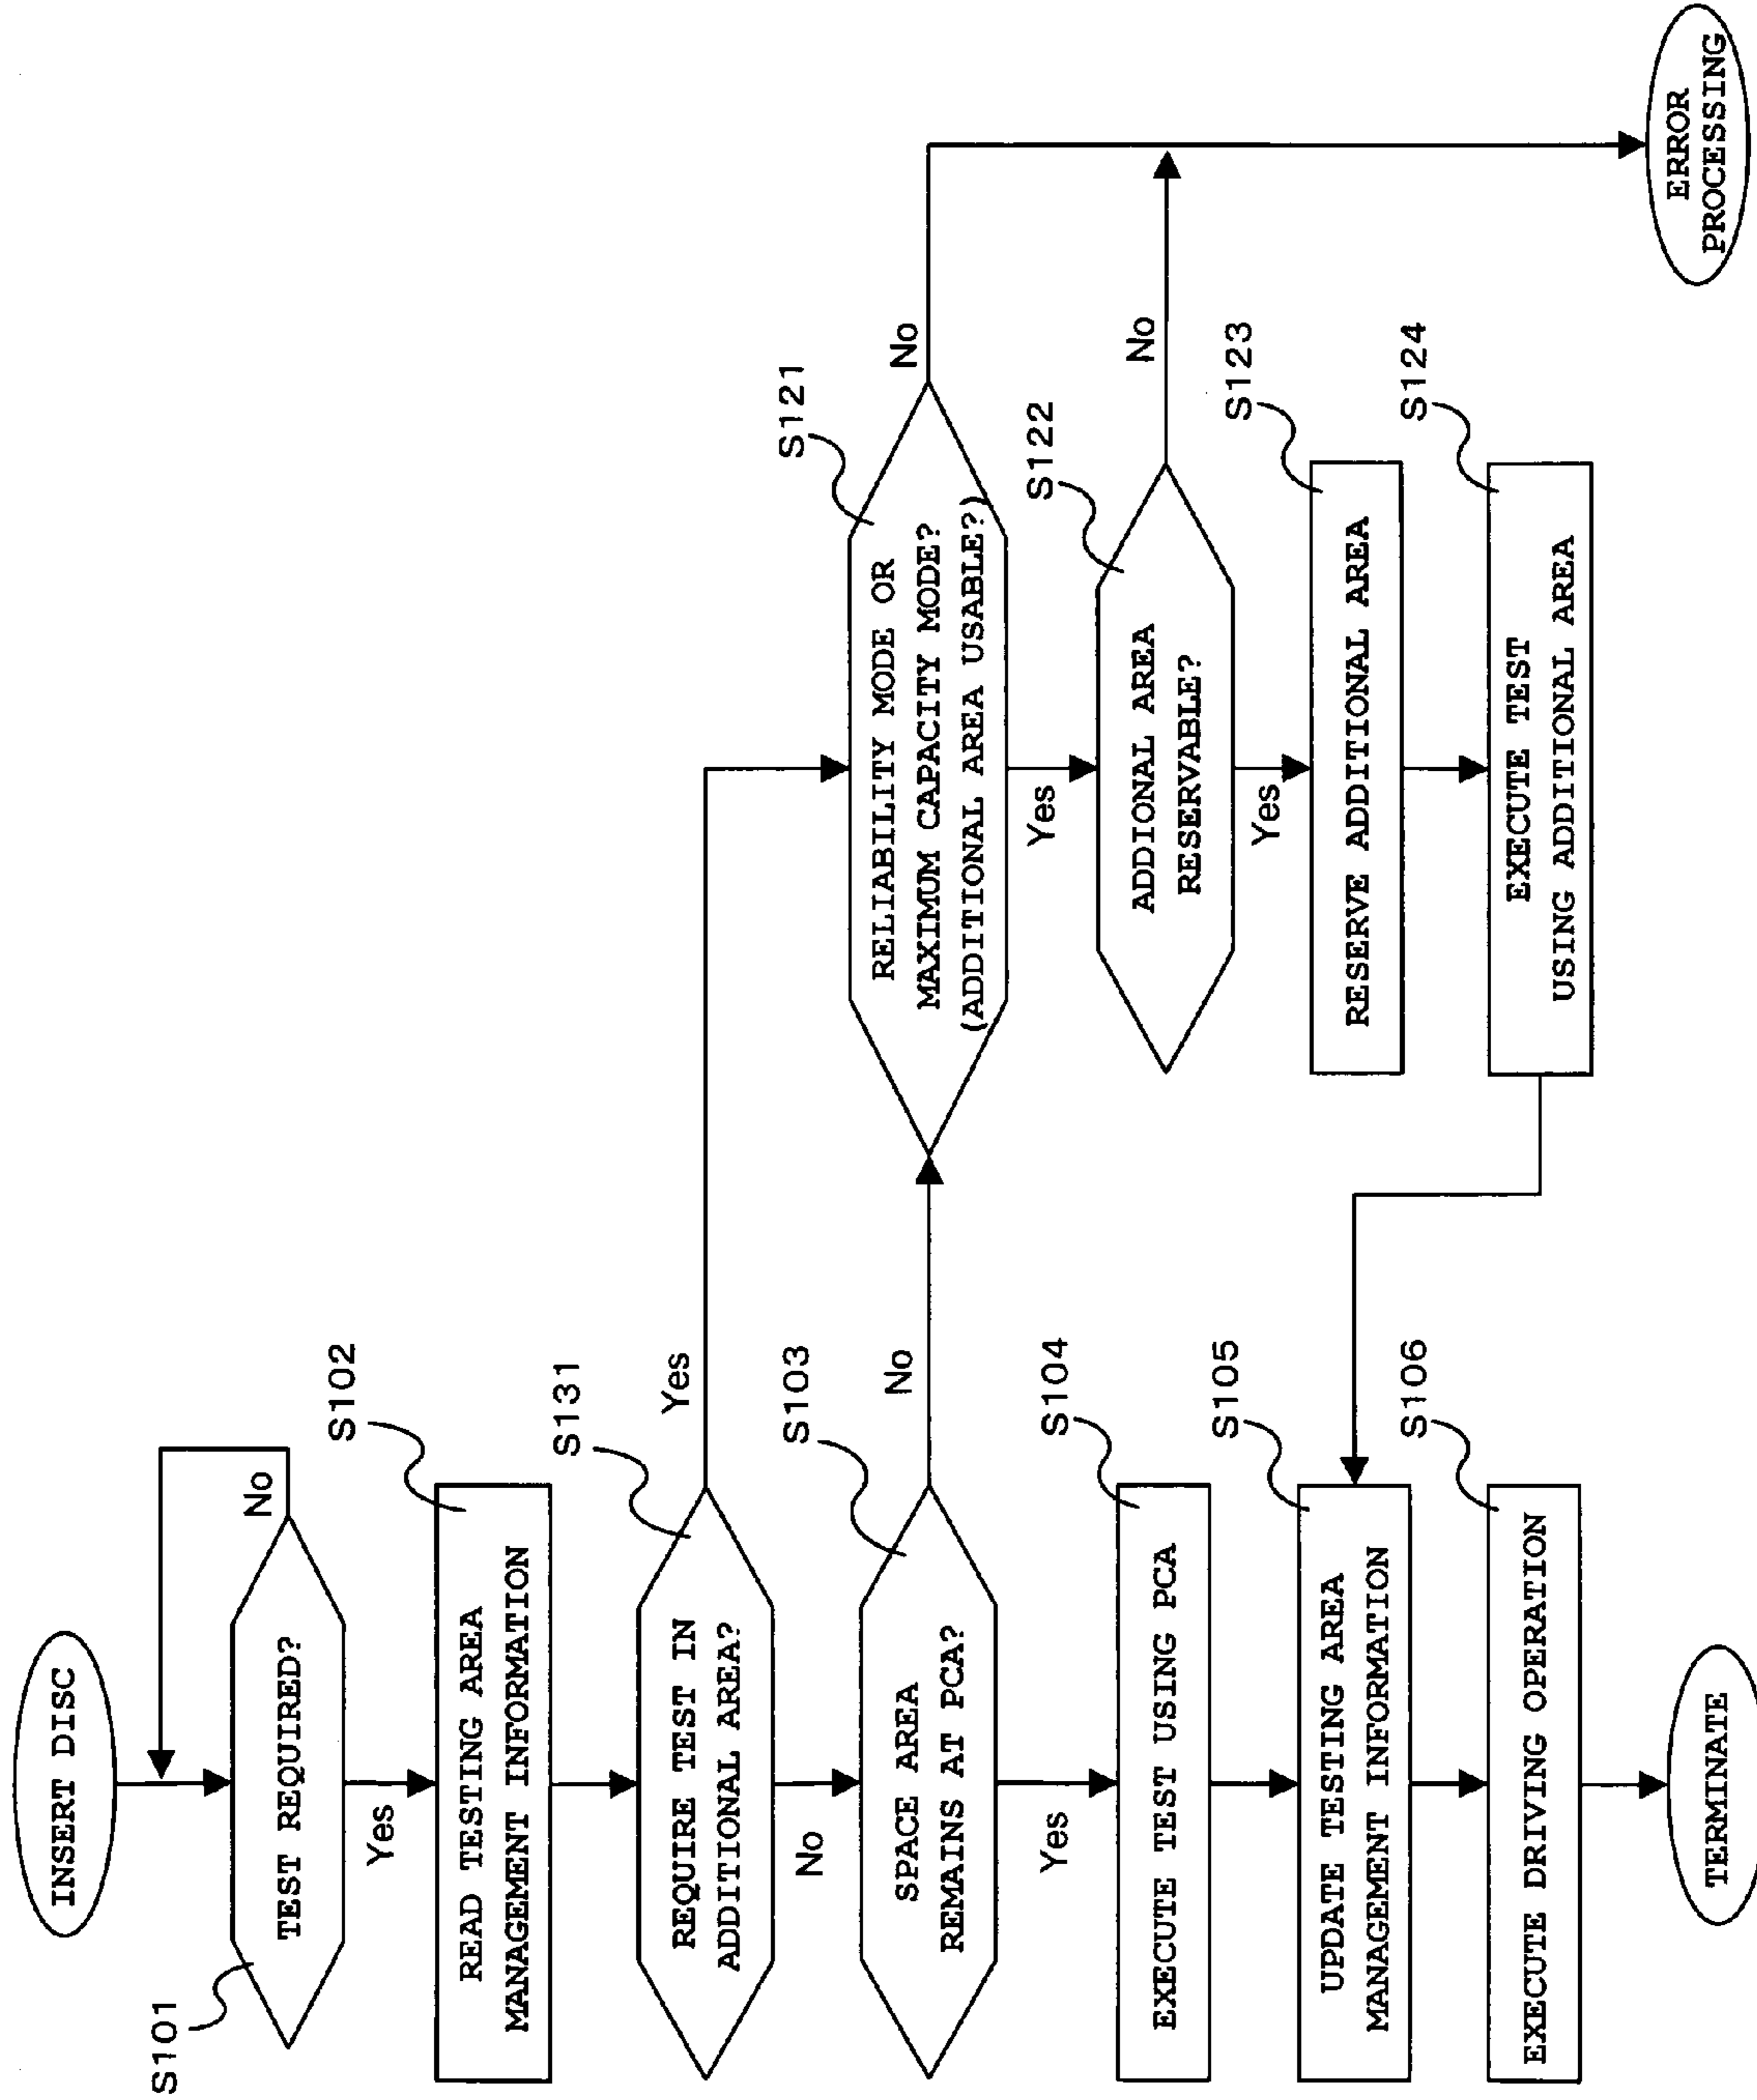 INSERT DISC
S101
TEST REQUIRED?
No
Yes
S102
READ TESTING AREA
MANAGEMENT INFORMATION
S131
REQUIRE TEST IN
ADDITIONAL AREA?
Yes
No
S103
SPACE AREA
REMAINS AT PCA?
No
Yes
S104
EXECUTE TEST USING PCA
S105
UPDATE TESTING AREA
MANAGEMENT INFORMATION
S106
EXECUTE DRIVING OPERATION
TERMINATE
S121
RELIABILITY MODE OR
MAXIMUM CAPACITY MODE?
(ADDITIONAL AREA USABLE?)
No
Yes
S122
ADDIONAL AREA
RESERVABLE?
No
Yes
S123
RESERVE ADDITIONAL AREA
S124
EXECUTE TEST
USING ADDITIONAL AREA
ERROR
PROCESSING